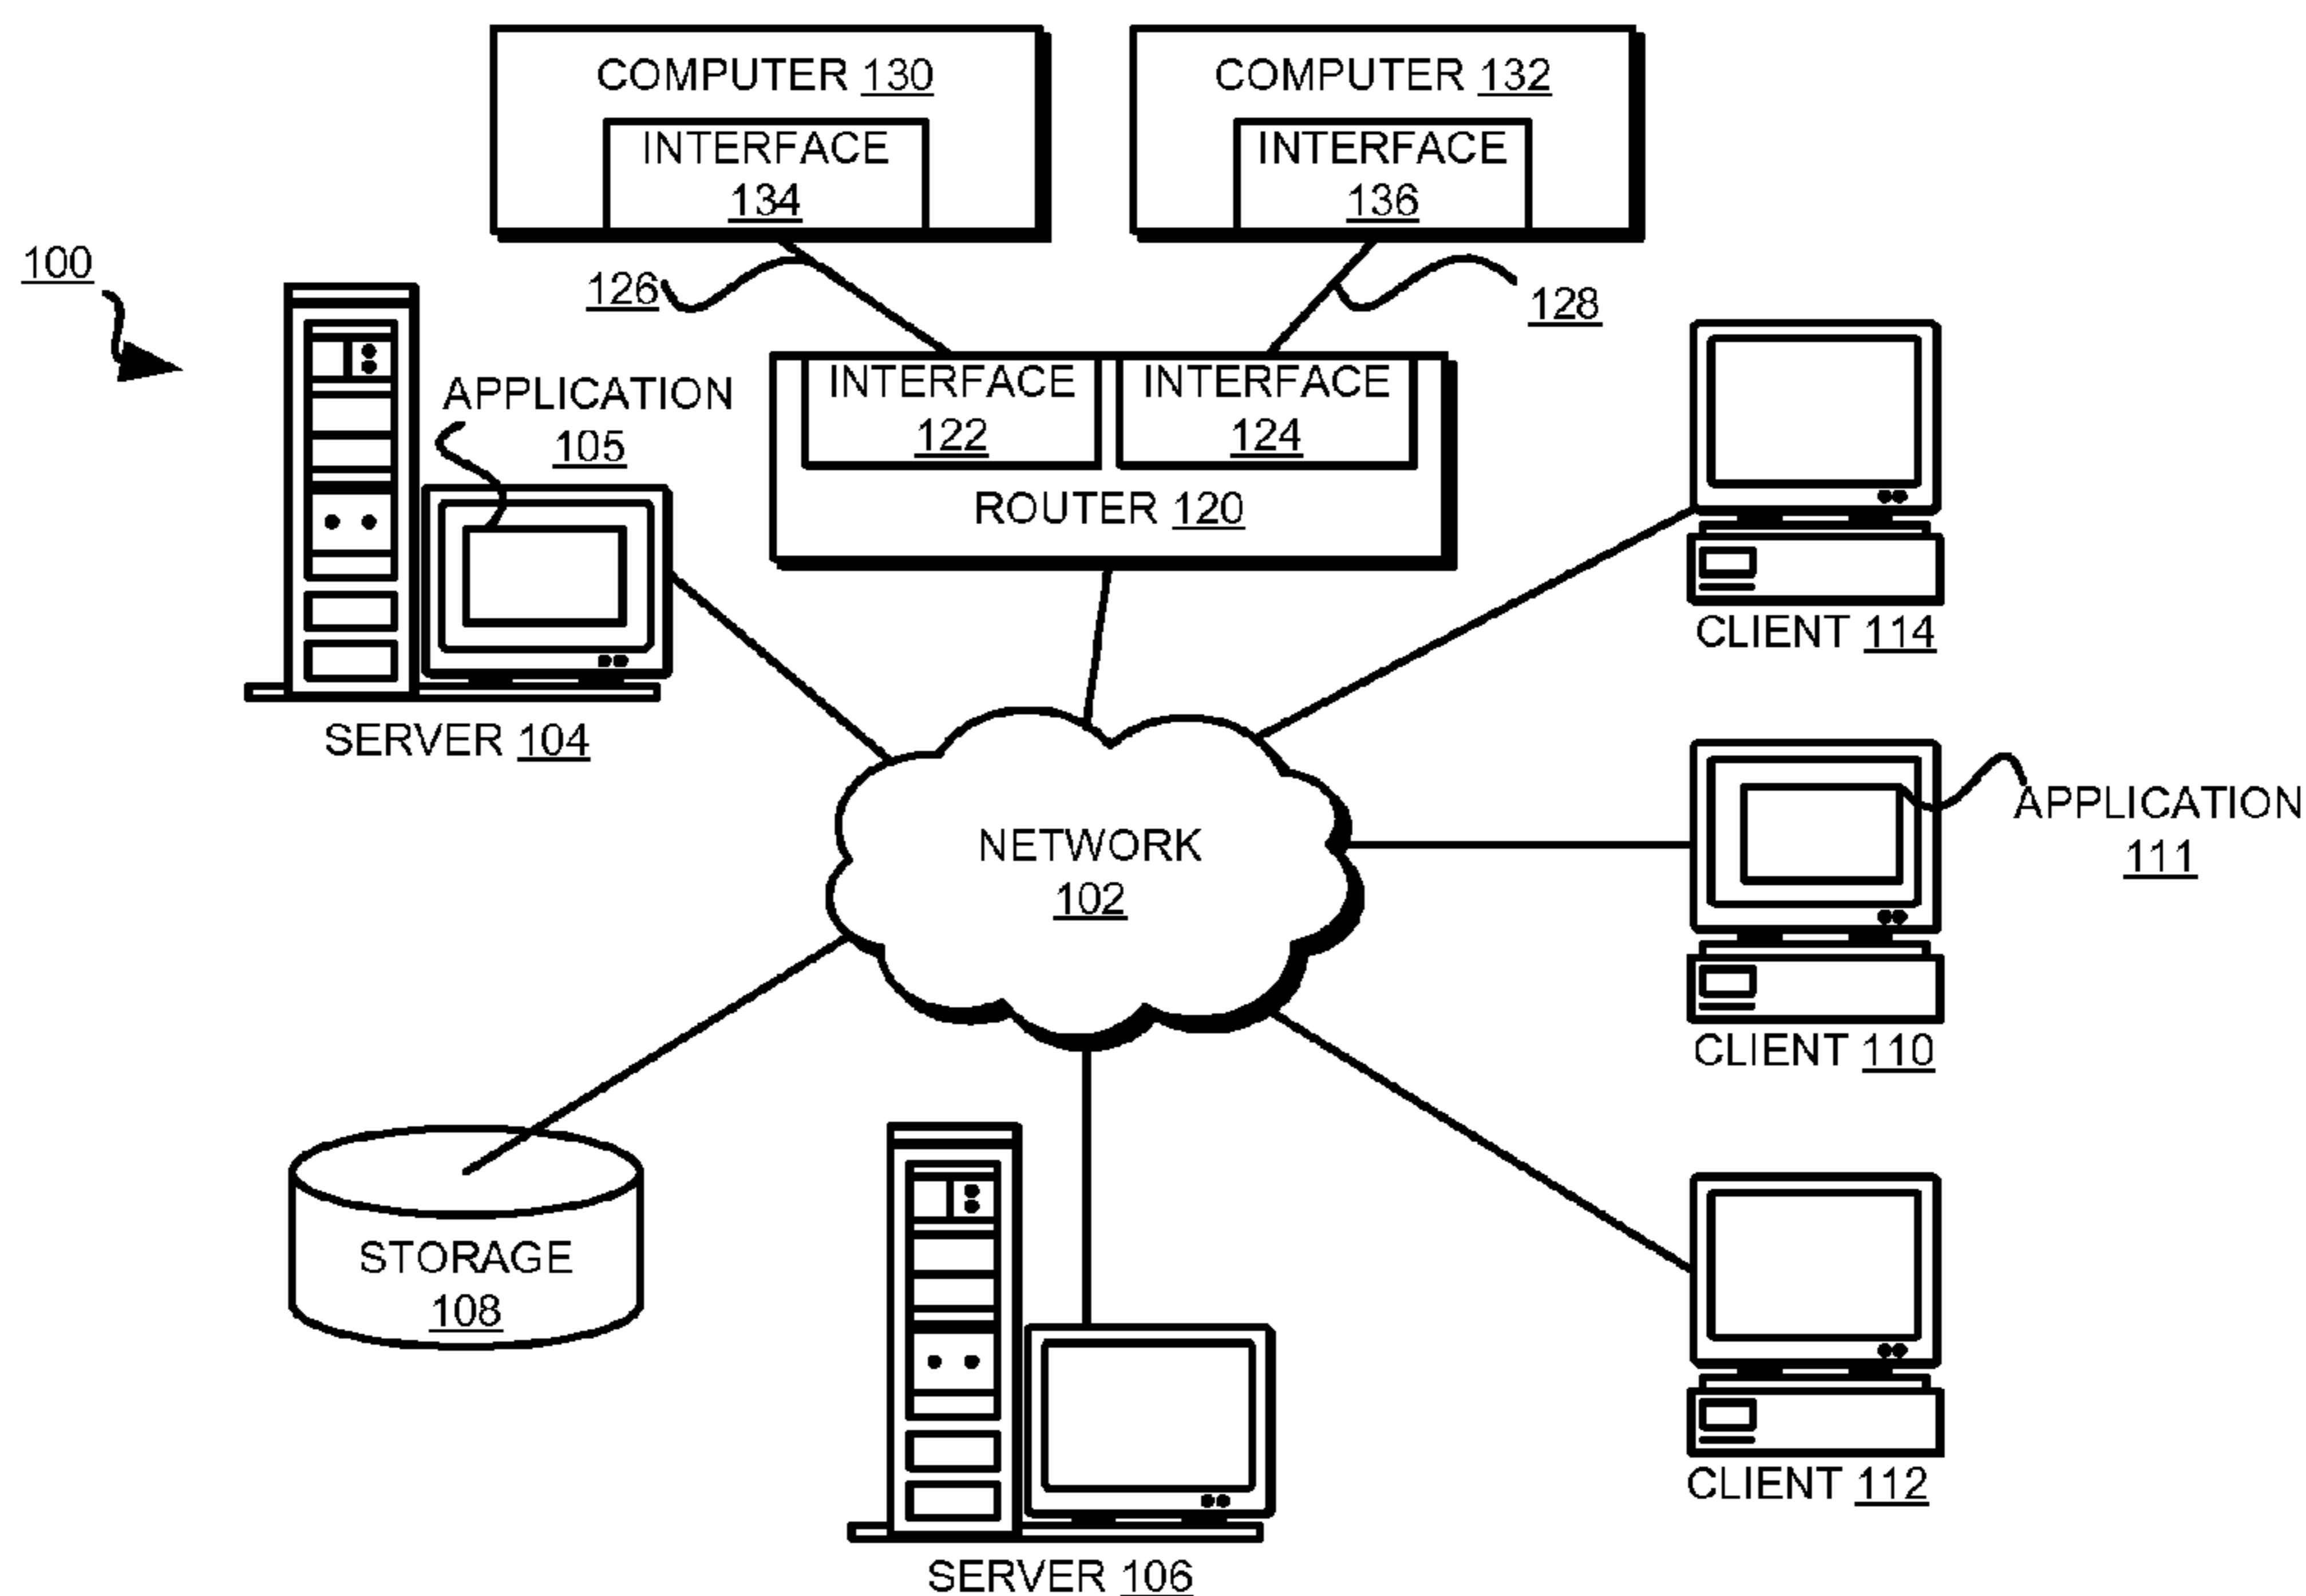 COMPUTER 130
INTERFACE
134
COMPUTER 132
INTERFACE
136
100
126
128
APPLICATION
105
INTERFACE
122
INTERFACE
124
ROUTER 120
CLIENT 114
SERVER 104
NETWORK
102
APPLICATION
111
CLIENT 110
STORAGE
108
CLIENT 112
SERVER 106